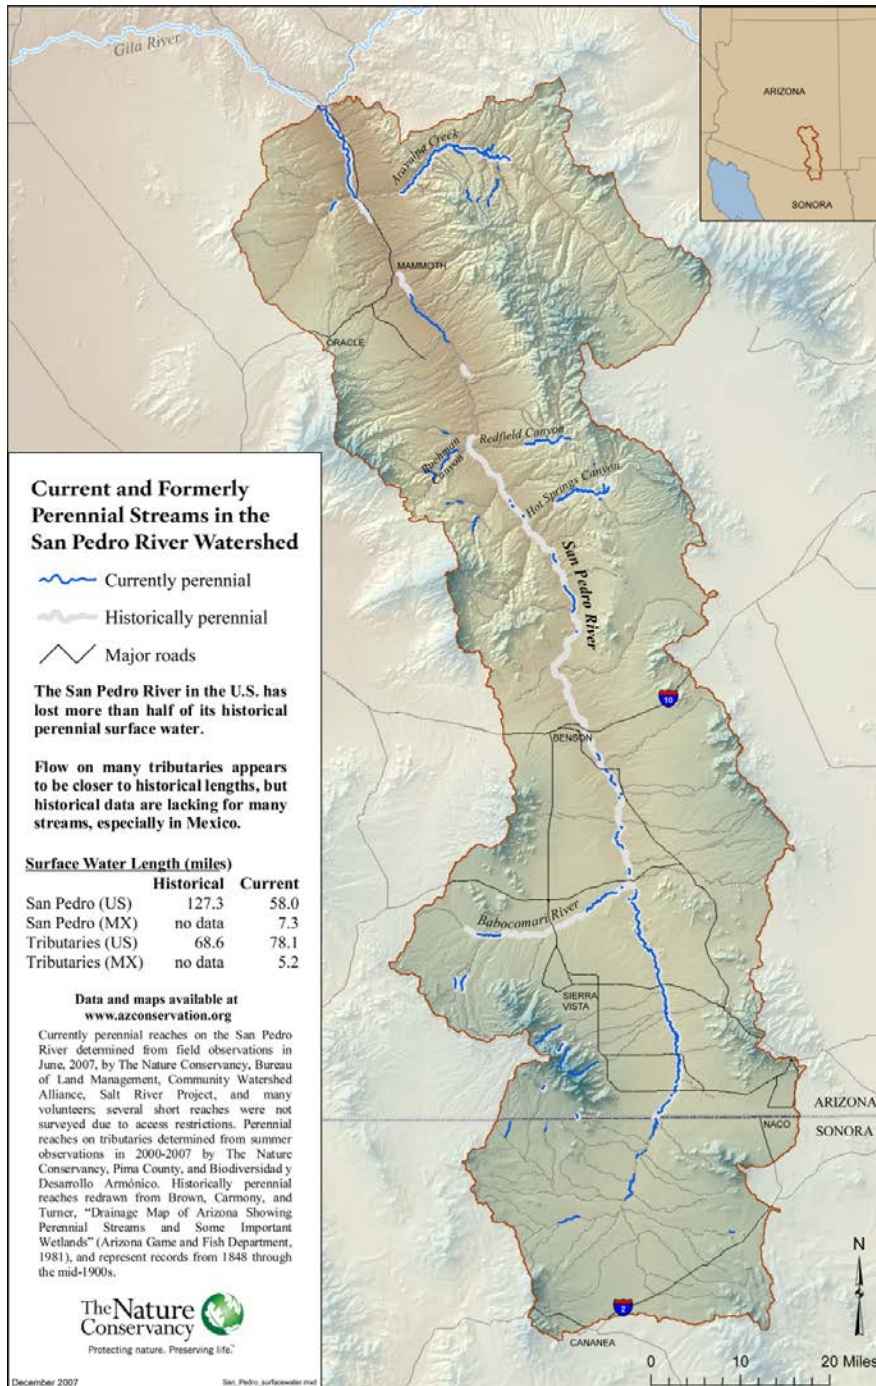 Gila River
ARIZONA
SONORA
Aravaipa Creek
MAMMOTH
ORACLE
Redfield Canyon
Buehman
Canyon
Hot Springs Canyon
San Pedro River
10
BENSON
Babocomari River
SIERRA
VISTA
ARIZONA
NACO
SONORA
2
CANANEA
N
0 10 20 Miles
Current and Formerly
Perennial Streams in the
San Pedro River Watershed
Currently perennial
Historically perennial
Major roads
The San Pedro River in the U.S. has
lost more than half of its historical
perennial surface water.
Flow on many tributaries appears
to be closer to historical lengths, but
historical data are lacking for many
streams, especially in Mexico.
Surface Water Length (miles)
Historical Current
San Pedro (US) 127.3 58.0
San Pedro (MX) no data 7.3
Tributaries (US) 68.6 78.1
Tributaries (MX) no data 5.2
Data and maps available at
www.azconservation.org
Currently perennial reaches on the San Pedro
River determined from field observations in
June, 2007, by The Nature Conservancy, Bureau
of Land Management, Community Watershed
Alliance, Salt River Project, and many
volunteers; several short reaches were not
surveyed due to access restrictions. Perennial
reaches on tributaries determined from summer
observations in 2000-2007 by The Nature
Conservancy, Pima County, and Biodiversidad y
Desarrollo Armónico. Historically perennial
reaches redrawn from Brown, Carmony, and
Turner, “Drainage Map of Arizona Showing
Perennial Streams and Some Important
Wetlands” (Arizona Game and Fish Department,
1981), and represent records from 1848 through
the mid-1900s.
The Nature
Conservancy
Protecting nature. Preserving life.™
December 2007
San_Pedro_surfacewater.mxd